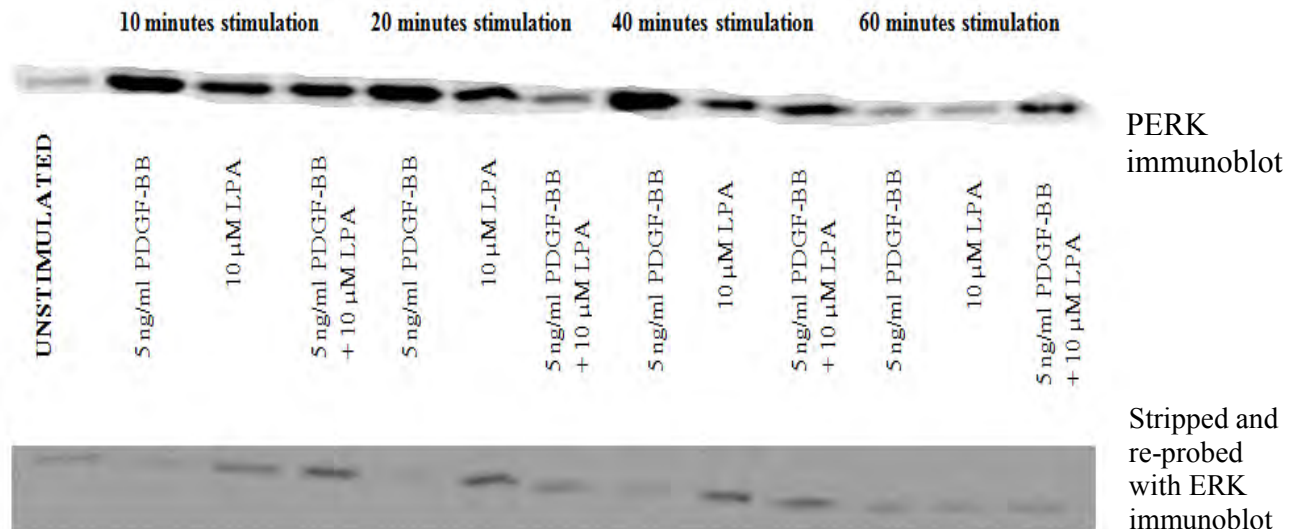 10 minutes stimulation
20 minutes stimulation
40 minutes stimulation
60 minutes stimulation
PERK
immunoblot
UNSTIMULATED
5 ng/ml PDGF-BB
10 µM LPA
5 ng/ml PDGF-BB
+ 10 µM LPA
5 ng/ml PDGF-BB
10 µM LPA
5 ng/ml PDGF-BB
+ 10 µM LPA
5 ng/ml PDGF-BB
10 µM LPA
5 ng/ml PDGF-BB
+ 10 µM LPA
5 ng/ml PDGF-BB
10 µM LPA
5 ng/ml PDGF-BB
+ 10 µM LPA
Stripped and
re-probed
with ERK
immunoblot